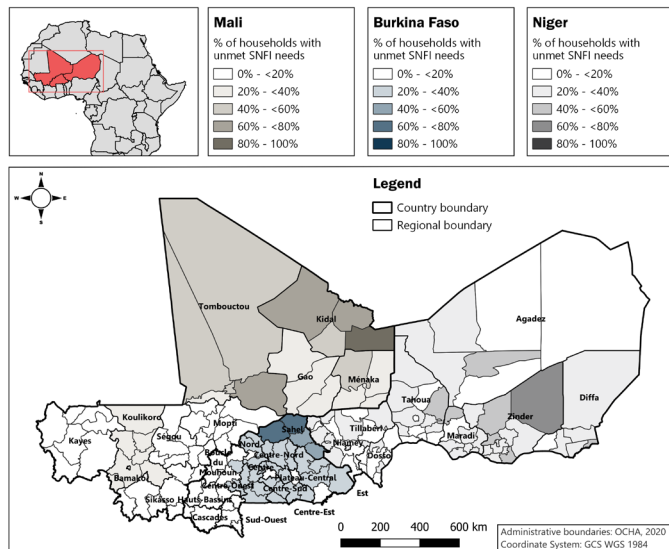 Mali
% of households with
unmet SNFI needs
0% - <20%
20% - <40%
40% - <60%
60% - <80%
80% - 100%
Burkina Faso
% of households with
unmet SNFI needs
0% - <20%
20% - <40%
40% - <60%
60% - <80%
80% - 100%
Niger
% of households with
unmet SNFI needs
0% - <20%
20% - <40%
40% - <60%
60% - <80%
80% - 100%
N
W
E
S
Legend
Country boundary
Regional boundary
Tombouctou
Kidal
Agadez
Gao
Ménaka
Tahoua
Zinder
Diffa
Koulikoro
Kayes
Ségou
Mopti
Sahel
Tillabéri
Niamey
Maradi
Dosso
Nord
Centre-Nord
Boucle
du
Mouhoun
Centre
Plateau-Central
Bamako
Centre-Ouest
Centre-Sud
Est
Sikasso
Hauts-Bassins
Centre-Est
Cascades
Sud-Ouest
0 200 400 600 km
Administrative boundaries: OCHA, 2020
Coordinate System: GCS WGS 1984